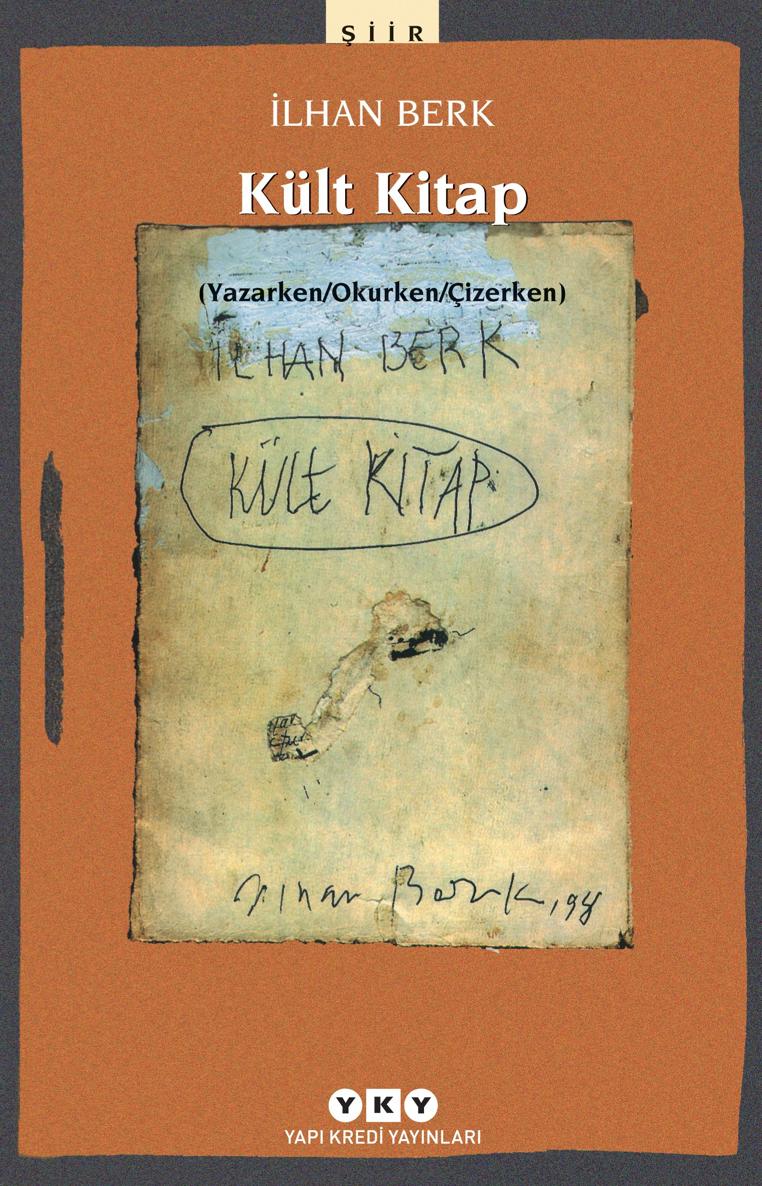 ŞİİR
İLHAN BERK
Kült Kitap
(Yazarken/Okurken/Çizerken)
İLHAN BERK
KÜLT KİTAP
İlhan Berk, 98
YKY
YAPI KREDİ YAYINLARI